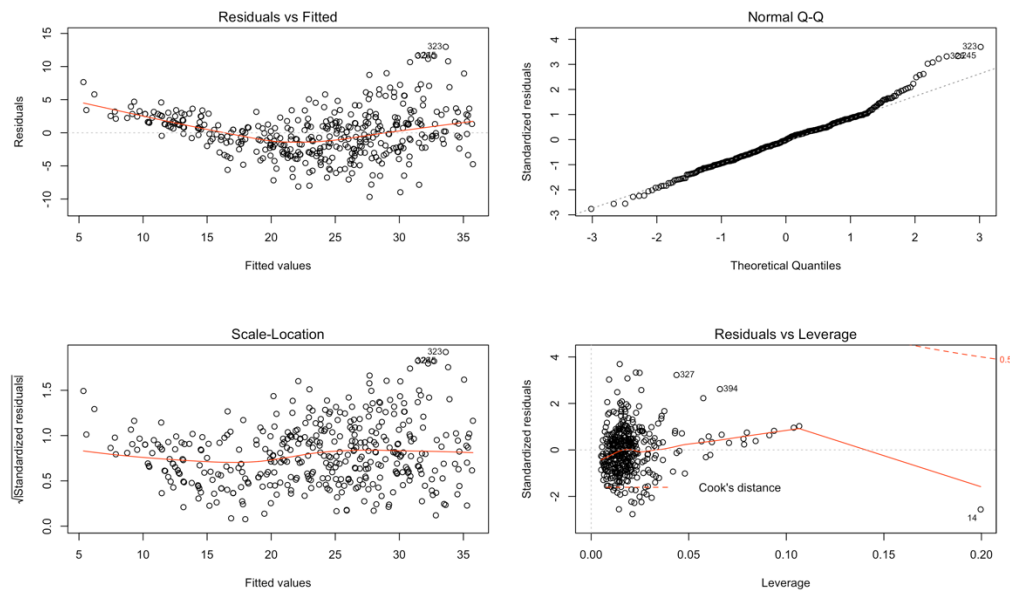 Residuals vs Fitted
323
Residuals
15
10
5
0
-5
-10
5 10 15 20 25 30 35
Fitted values
Normal Q-Q
323
Standardized residuals
4
3
2
1
0
-1
-2
-3
-3 -2 -1 0 1 2 3
Theoretical Quantiles
Scale-Location
323
√|Standardized residuals|
1.5
1.0
0.5
0.0
5 10 15 20 25 30 35
Fitted values
Residuals vs Leverage
327
394
14
0.5
Cook's distance
Standardized residuals
4
2
0
-2
0.00 0.05 0.10 0.15 0.20
Leverage